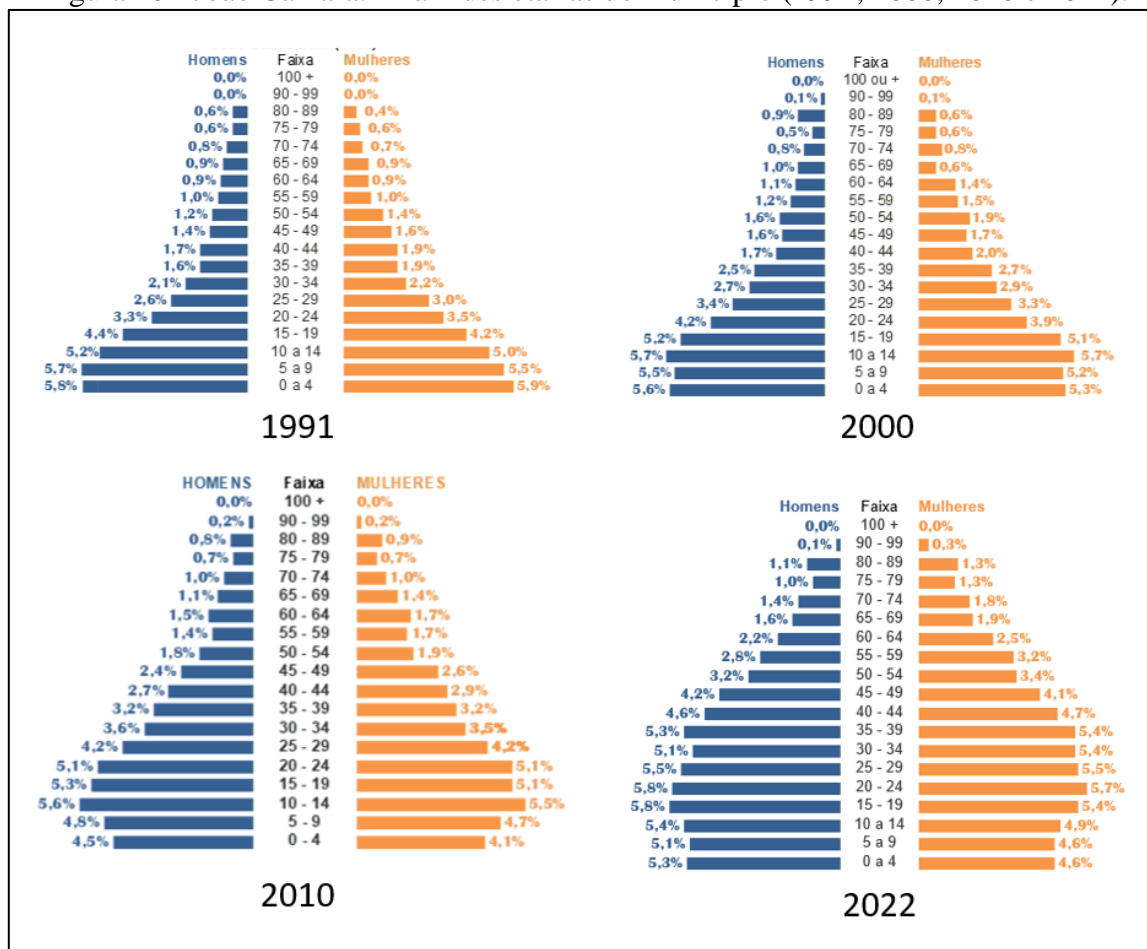 Homens Faixa Mulheres
0,0% 100 + 0,0%
0,0% 90 - 99 0,0%
0,6% 80 - 89 0,4%
0,6% 75 - 79 0,6%
0,8% 70 - 74 0,7%
0,9% 65 - 69 0,9%
0,9% 60 - 64 0,9%
1,0% 55 - 59 1,0%
1,2% 50 - 54 1,4%
1,4% 45 - 49 1,6%
1,7% 40 - 44 1,9%
1,6% 35 - 39 1,9%
2,1% 30 - 34 2,2%
2,6% 25 - 29 3,0%
3,3% 20 - 24 3,5%
4,4% 15 - 19 4,2%
5,2% 10 a 14 5,0%
5,7% 5 a 9 5,5%
5,8% 0 a 4 5,9%
1991
Homens Faixa Mulheres
0,0% 100 ou + 0,0%
0,1% 90 - 99 0,1%
0,9% 80 - 89 0,6%
0,5% 75 - 79 0,6%
0,8% 70 - 74 0,8%
1,0% 65 - 69 0,6%
1,1% 60 - 64 1,4%
1,2% 55 - 59 1,5%
1,6% 50 - 54 1,9%
1,6% 45 - 49 1,7%
1,7% 40 - 44 2,0%
2,5% 35 - 39 2,7%
2,7% 30 - 34 2,9%
3,4% 25 - 29 3,3%
4,2% 20 - 24 3,9%
5,2% 15 - 19 5,1%
5,7% 10 a 14 5,7%
5,5% 5 a 9 5,2%
5,6% 0 a 4 5,3%
2000
HOMENS Faixa MULHERES
0,0% 100 + 0,0%
0,2% 90 - 99 0,2%
0,8% 80 - 89 0,9%
0,7% 75 - 79 0,7%
1,0% 70 - 74 1,0%
1,1% 65 - 69 1,4%
1,5% 60 - 64 1,7%
1,4% 55 - 59 1,7%
1,8% 50 - 54 1,9%
2,4% 45 - 49 2,6%
2,7% 40 - 44 2,9%
3,2% 35 - 39 3,2%
3,6% 30 - 34 3,5%
4,2% 25 - 29 4,2%
5,1% 20 - 24 5,1%
5,3% 15 - 19 5,1%
5,6% 10 - 14 5,5%
4,8% 5 - 9 4,7%
4,5% 0 - 4 4,1%
2010
Homens Faixa Mulheres
0,0% 100 + 0,0%
0,1% 90 - 99 0,3%
1,1% 80 - 89 1,3%
1,0% 75 - 79 1,3%
1,4% 70 - 74 1,8%
1,6% 65 - 69 1,9%
2,2% 60 - 64 2,5%
2,8% 55 - 59 3,2%
3,2% 50 - 54 3,4%
4,2% 45 - 49 4,1%
4,6% 40 - 44 4,7%
5,3% 35 - 39 5,4%
5,1% 30 - 34 5,4%
5,5% 25 - 29 5,5%
5,8% 20 - 24 5,7%
5,8% 15 - 19 5,4%
5,4% 10 a 14 4,9%
5,1% 5 a 9 4,6%
5,3% 0 a 4 4,6%
2022